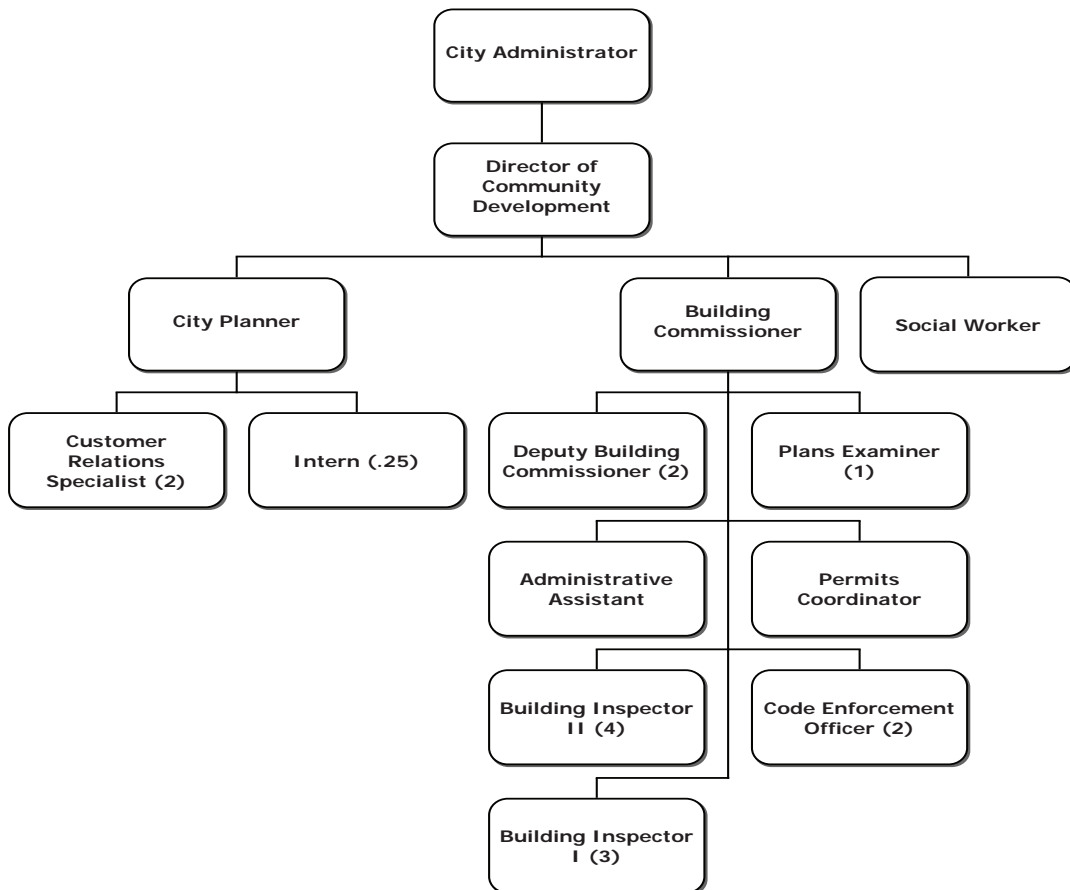 City Administrator
Director of
Community
Development
City Planner
Building
Commissioner
Social Worker
Customer
Relations
Specialist (2)
Intern (.25)
Deputy Building
Commissioner (2)
Plans Examiner
(1)
Administrative
Assistant
Permits
Coordinator
Building Inspector
II (4)
Code Enforcement
Officer (2)
Building Inspector
I (3)